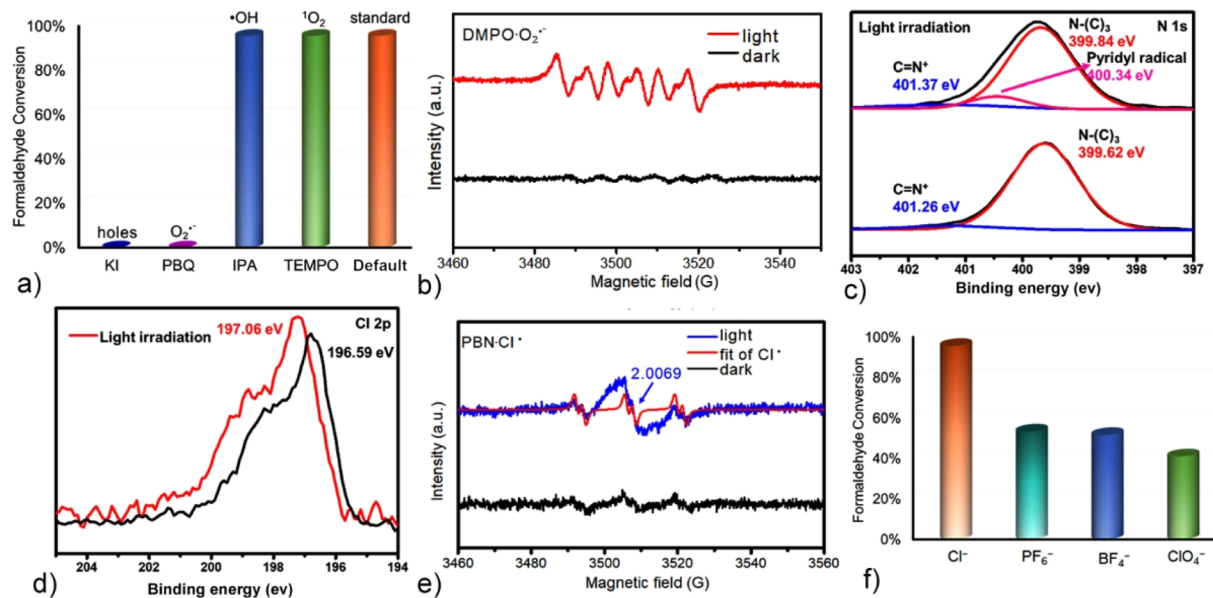 100%
80%
60%
40%
20%
0%
Formaldehyde Conversion
•OH
¹O₂
standard
holes
O₂•⁻
KI
PBQ
IPA
TEMPO
Default
a)
DMPO·O₂•⁻
light
dark
Intensity (a.u.)
3460
3480
3500
3520
3540
Magnetic field (G)
b)
Light irradiation
N-(C)₃
399.84 eV
N 1s
C=N⁺
401.37 eV
Pyridyl radical
400.34 eV
N-(C)₃
399.62 eV
C=N⁺
401.26 eV
403
402
401
400
399
398
397
Binding energy (ev)
c)
Light irradiation
197.06 eV
Cl 2p
196.59 eV
204
202
200
198
196
194
Binding energy (ev)
d)
PBN·Cl•
light
fit of Cl•
dark
2.0069
Intensity (a.u.)
3460
3480
3500
3520
3540
3560
Magnetic field (G)
e)
100%
80%
60%
40%
20%
0%
Formaldehyde Conversion
Cl⁻
PF₆⁻
BF₄⁻
ClO₄⁻
f)